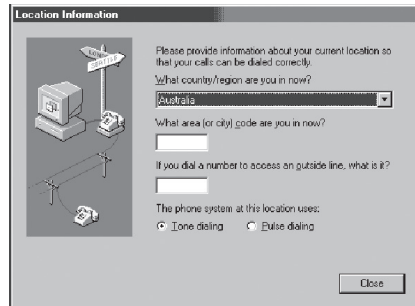 Location Information
Please provide information about your current location so
that your calls can be dialed correctly.
What country/region are you in now?
Australia
What area (or city) code are you in now?
If you dial a number to access an outside line, what is it?
The phone system at this location uses:
Tone dialing Pulse dialing
Close